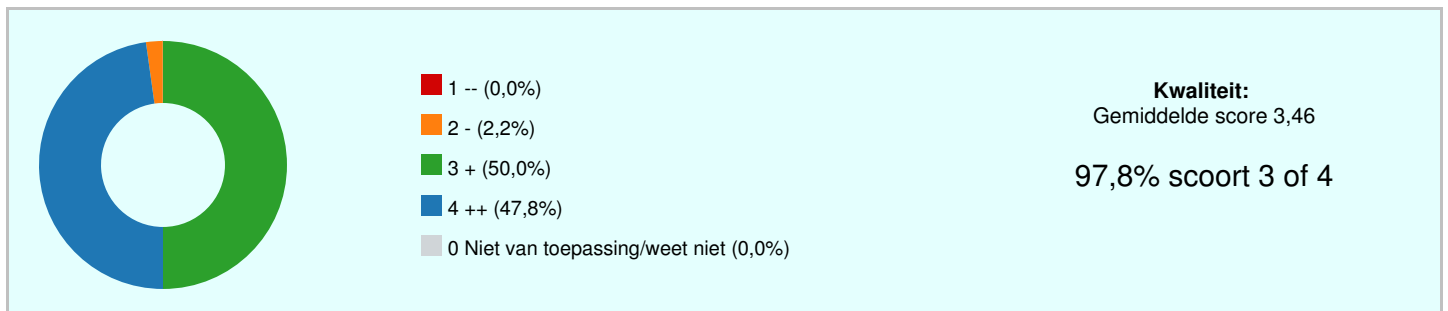 1 -- (0,0%)
2 - (2,2%)
3 + (50,0%)
4 ++ (47,8%)
0 Niet van toepassing/weet niet (0,0%)
Kwaliteit:
Gemiddelde score 3,46
97,8% scoort 3 of 4